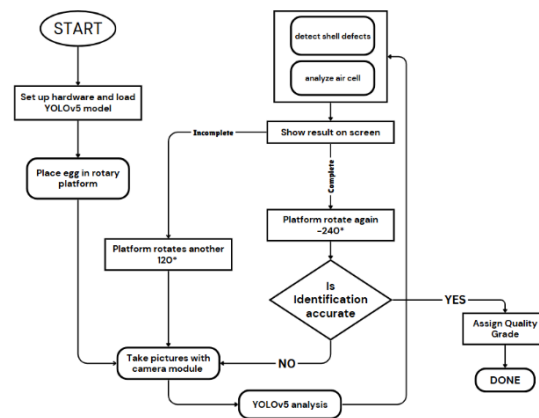 START
Set up hardware and load
YOLOv5 model
Place egg in rotary
platform
detect shell defects
analyze air cell
Show result on screen
Incomplete
Complete
Platform rotates another
120°
Platform rotate again
-240°
Is
Identification
accurate
YES
NO
Assign Quality
Grade
DONE
Take pictures with
camera module
YOLOv5 analysis